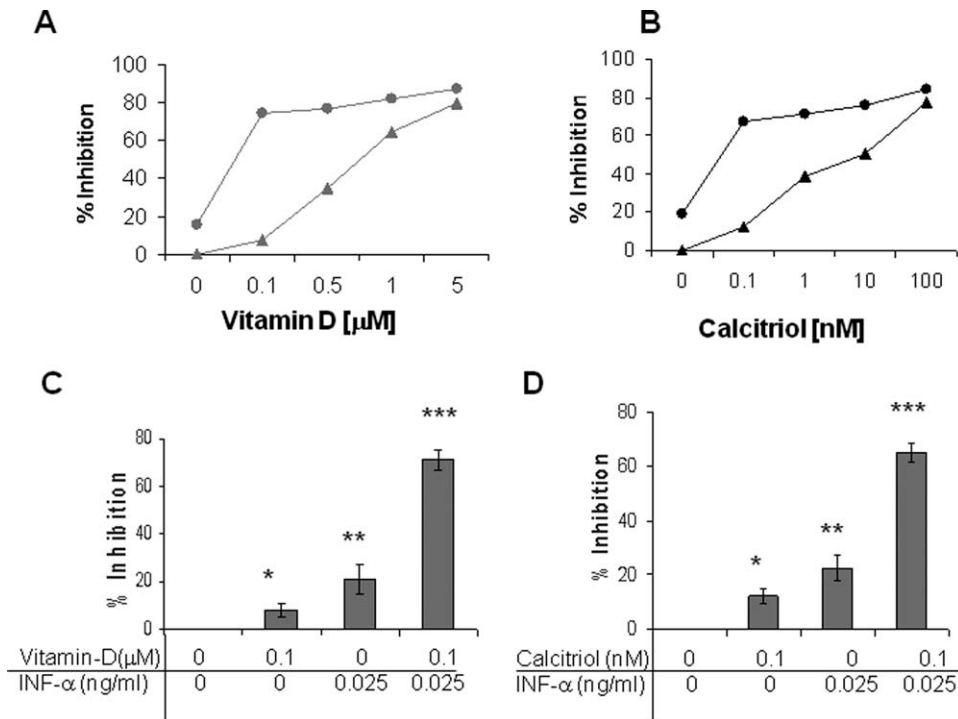 A
% Inhibition
100
80
60
40
20
0
0 0.1 0.5 1 5
Vitamin D [μM]
B
% Inhibition
100
80
60
40
20
0
0 0.1 1 10 100
Calcitriol [nM]
C
% Inhibition
80
60
40
20
0
* ** ***
Vitamin-D(μM) 0 0.1 0 0.1
INF-α (ng/ml) 0 0 0.025 0.025
D
% Inhibition
80
60
40
20
0
* ** ***
Calcitriol (nM) 0 0.1 0 0.1
INF-α (ng/ml) 0 0 0.025 0.025